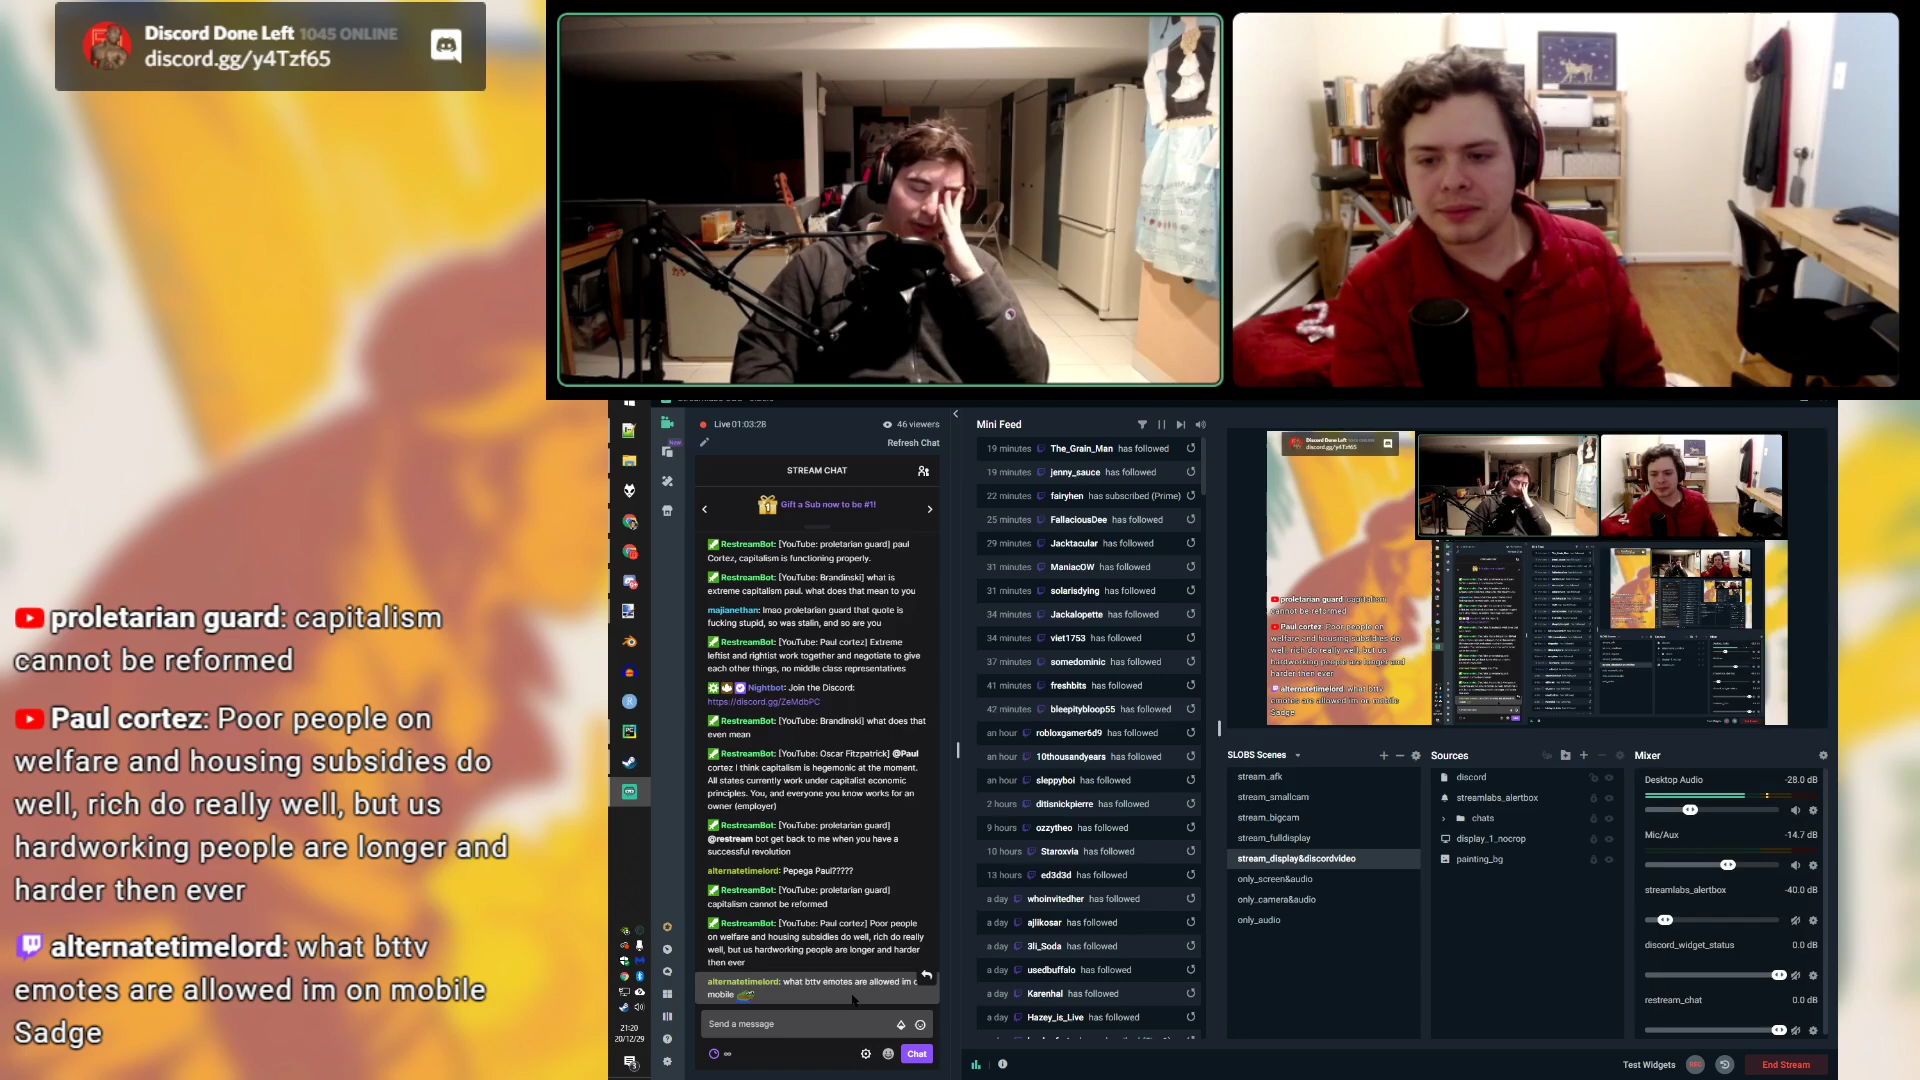 Discord Done Left 1045 ONLINE
discord.gg/y4Tzf65
proletarian guard: capitalism
cannot be reformed
Paul cortez: Poor people on
welfare and housing subsidies do
well, rich do really well, but us
hardworking people are longer and
harder then ever
alternatetimelord: what bttv
emotes are allowed im on mobile
Sadge
Live 01:03:28
46 viewers
Refresh Chat
New
STREAM CHAT
Gift a Sub now to be #1!
RestreamBot: [YouTube: proletarian guard] paul
Cortez, capitalism is functioning properly.
RestreamBot: [YouTube: Brandinski] what is
extreme capitalism paul. what does that mean to you
majianethan: lmao proletarian guard that quote is
fucking stupid, so was stalin, and so are you
RestreamBot: [YouTube: Paul cortez] Extreme
leftist and rightist work together and negotiate to give
each other things, no middle class representatives
Nightbot: Join the Discord:
https://discord.gg/ZeMdbPC
RestreamBot: [YouTube: Brandinski] what does that
even mean
RestreamBot: [YouTube: Oscar Fitzpatrick] @Paul
cortez I think capitalism is hegemonic at the moment.
All states currently work under capitalist economic
principles. You, and everyone you know works for an
owner (employer)
RestreamBot: [YouTube: proletarian guard]
@restream bot get back to me when you have a
successful revolution
alternatetimelord: Pepega Paul?????
RestreamBot: [YouTube: proletarian guard]
capitalism cannot be reformed
RestreamBot: [YouTube: Paul cortez] Poor people
on welfare and housing subsidies do well, rich do really
well, but us hardworking people are longer and harder
then ever
alternatetimelord: what bttv emotes are allowed im
mobile
Send a message
Chat
21:20
20/12/29
Mini Feed
19 minutes The_Grain_Man has followed
19 minutes jenny_sauce has followed
22 minutes fairyhen has subscribed (Prime)
25 minutes FallaciousDee has followed
29 minutes Jacktacular has followed
31 minutes ManiacOW has followed
31 minutes solarisdying has followed
34 minutes Jackalopette has followed
34 minutes viet1753 has followed
37 minutes somedominic has followed
41 minutes freshbits has followed
42 minutes bleepitybloop55 has followed
an hour robloxgamer6d9 has followed
an hour 10thousandyears has followed
an hour sleppyboi has followed
2 hours ditisnickpierre has followed
9 hours ozzytheo has followed
10 hours Staroxvia has followed
13 hours ed3d3d has followed
a day whoinvitedher has followed
a day ajlikosar has followed
a day 3li_Soda has followed
a day usedbuffalo has followed
a day Karenhal has followed
a day Hazey_is_Live has followed
SLOBS Scenes
stream_afk
stream_smallcam
stream_bigcam
stream_fulldisplay
stream_display&discordvideo
only_screen&audio
only_camera&audio
only_audio
Sources
discord
streamlabs_alertbox
chats
display_1_nocrop
painting_bg
Mixer
Desktop Audio -28.0 dB
Mic/Aux -14.7 dB
streamlabs_alertbox -40.0 dB
discord_widget_status 0.0 dB
restream_chat 0.0 dB
Test Widgets
REC
End Stream